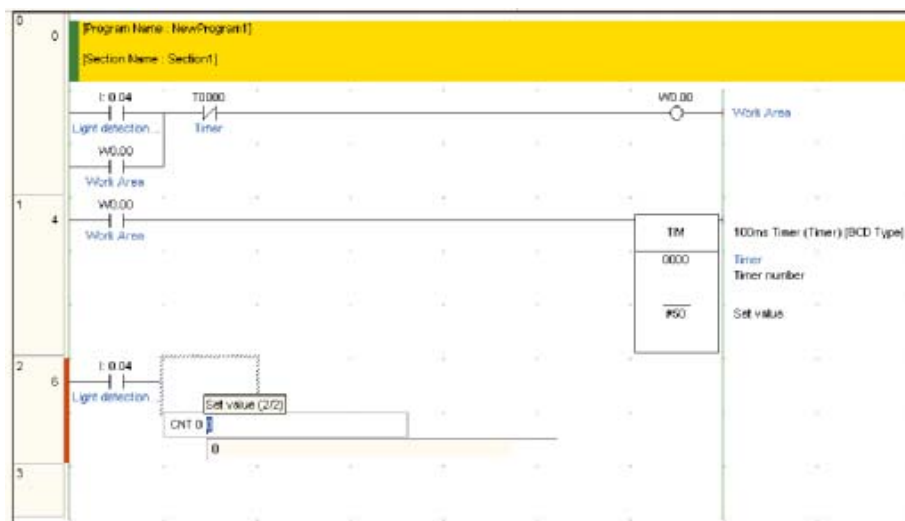 0
0
[Program Name : NewProgram1]
[Section Name : Section1]
I: 0.04
T0000
W0.00
Light detection ...
Timer
Work Area
W0.00
Work Area
1
4
W0.00
Work Area
TIM
100ms Timer (Timer) [BCD Type]
0000
Timer
Timer number
#50
Set value
2
6
I: 0.04
Light detection ...
Set value (2/2)
CNT 0 0
0
3